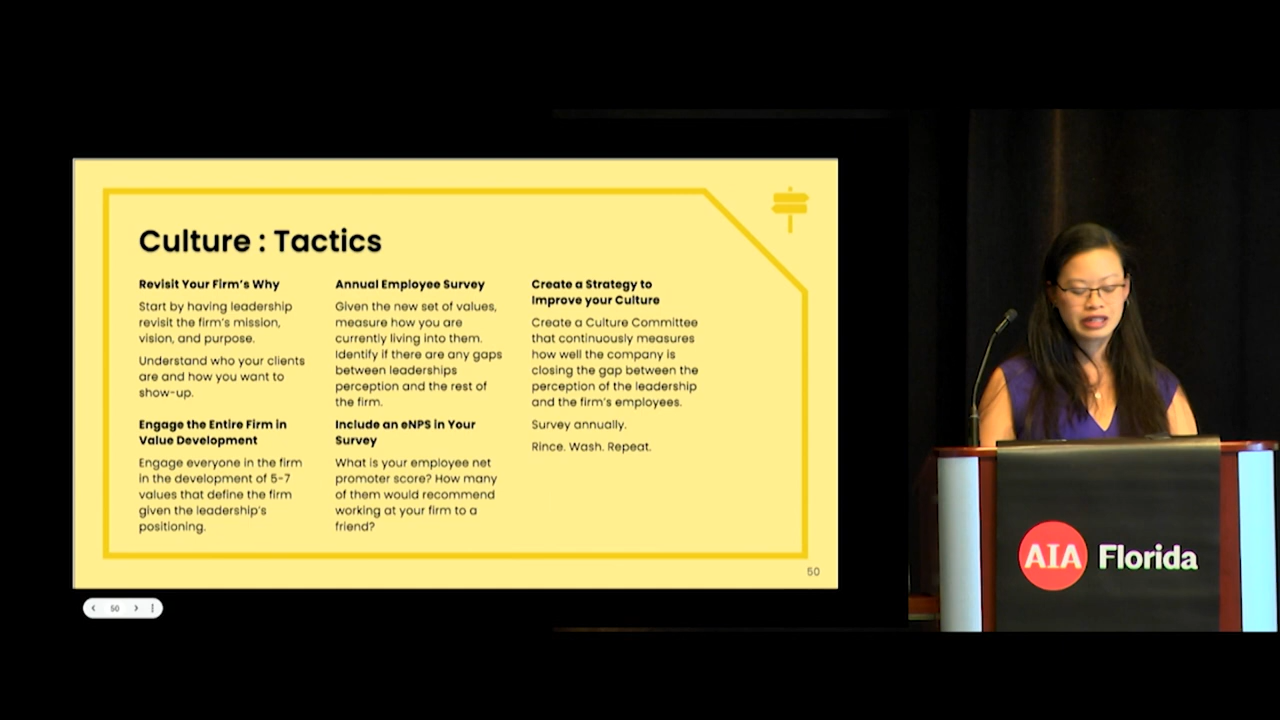 Culture : Tactics
Revisit Your Firm's Why
Start by having leadership
revisit the firm's mission,
vision, and purpose.
Understand who your clients
are and how you want to
show-up.
Engage the Entire Firm in
Value Development
Engage everyone in the firm
in the development of 5-7
values that define the firm
given the leadership's
positioning.
Annual Employee Survey
Given the new set of values,
measure how you are
currently living into them.
Identify if there are any gaps
between leaderships
perception and the rest of
the firm.
Include an eNPS in Your
Survey
What is your employee net
promoter score? How many
of them would recommend
working at your firm to a
friend?
Create a Strategy to
Improve your Culture
Create a Culture Committee
that continuously measures
how well the company is
closing the gap between the
perception of the leadership
and the firm's employees.
Survey annually.
Rince. Wash. Repeat.
50
50
AIA Florida